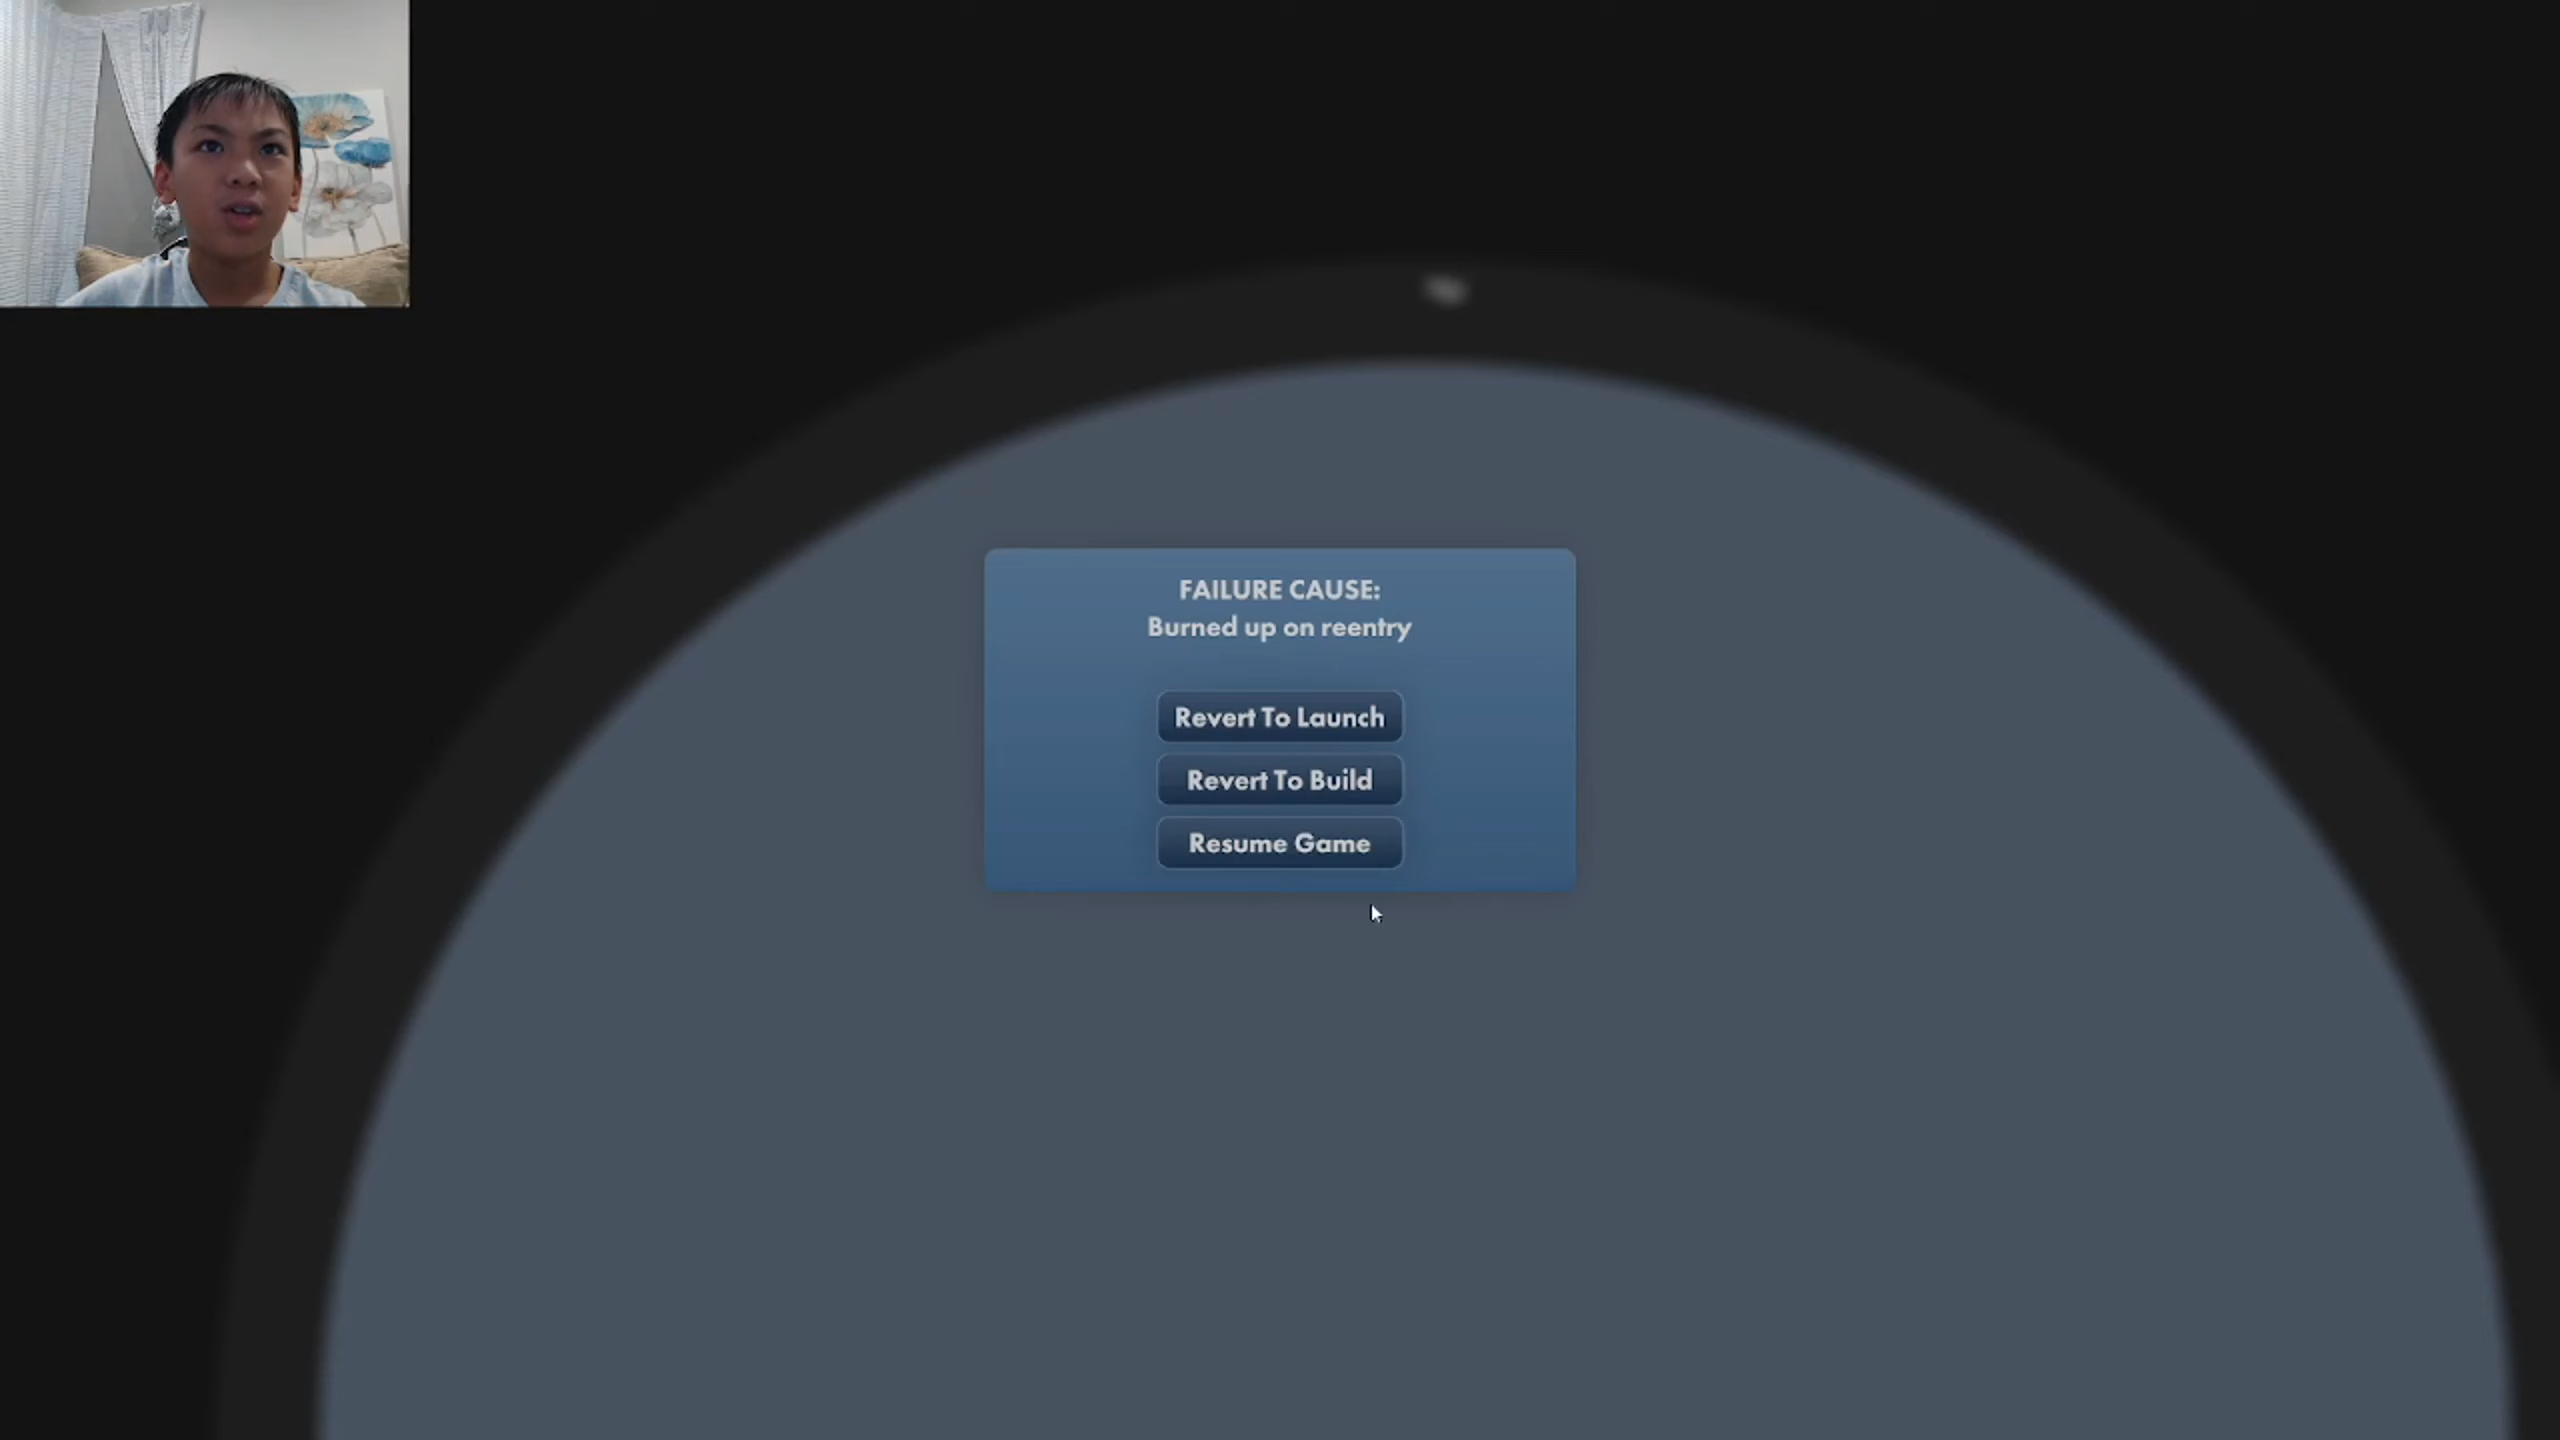 FAILURE CAUSE:
Burned up on reentry
Revert To Launch
Revert To Build
Resume Game